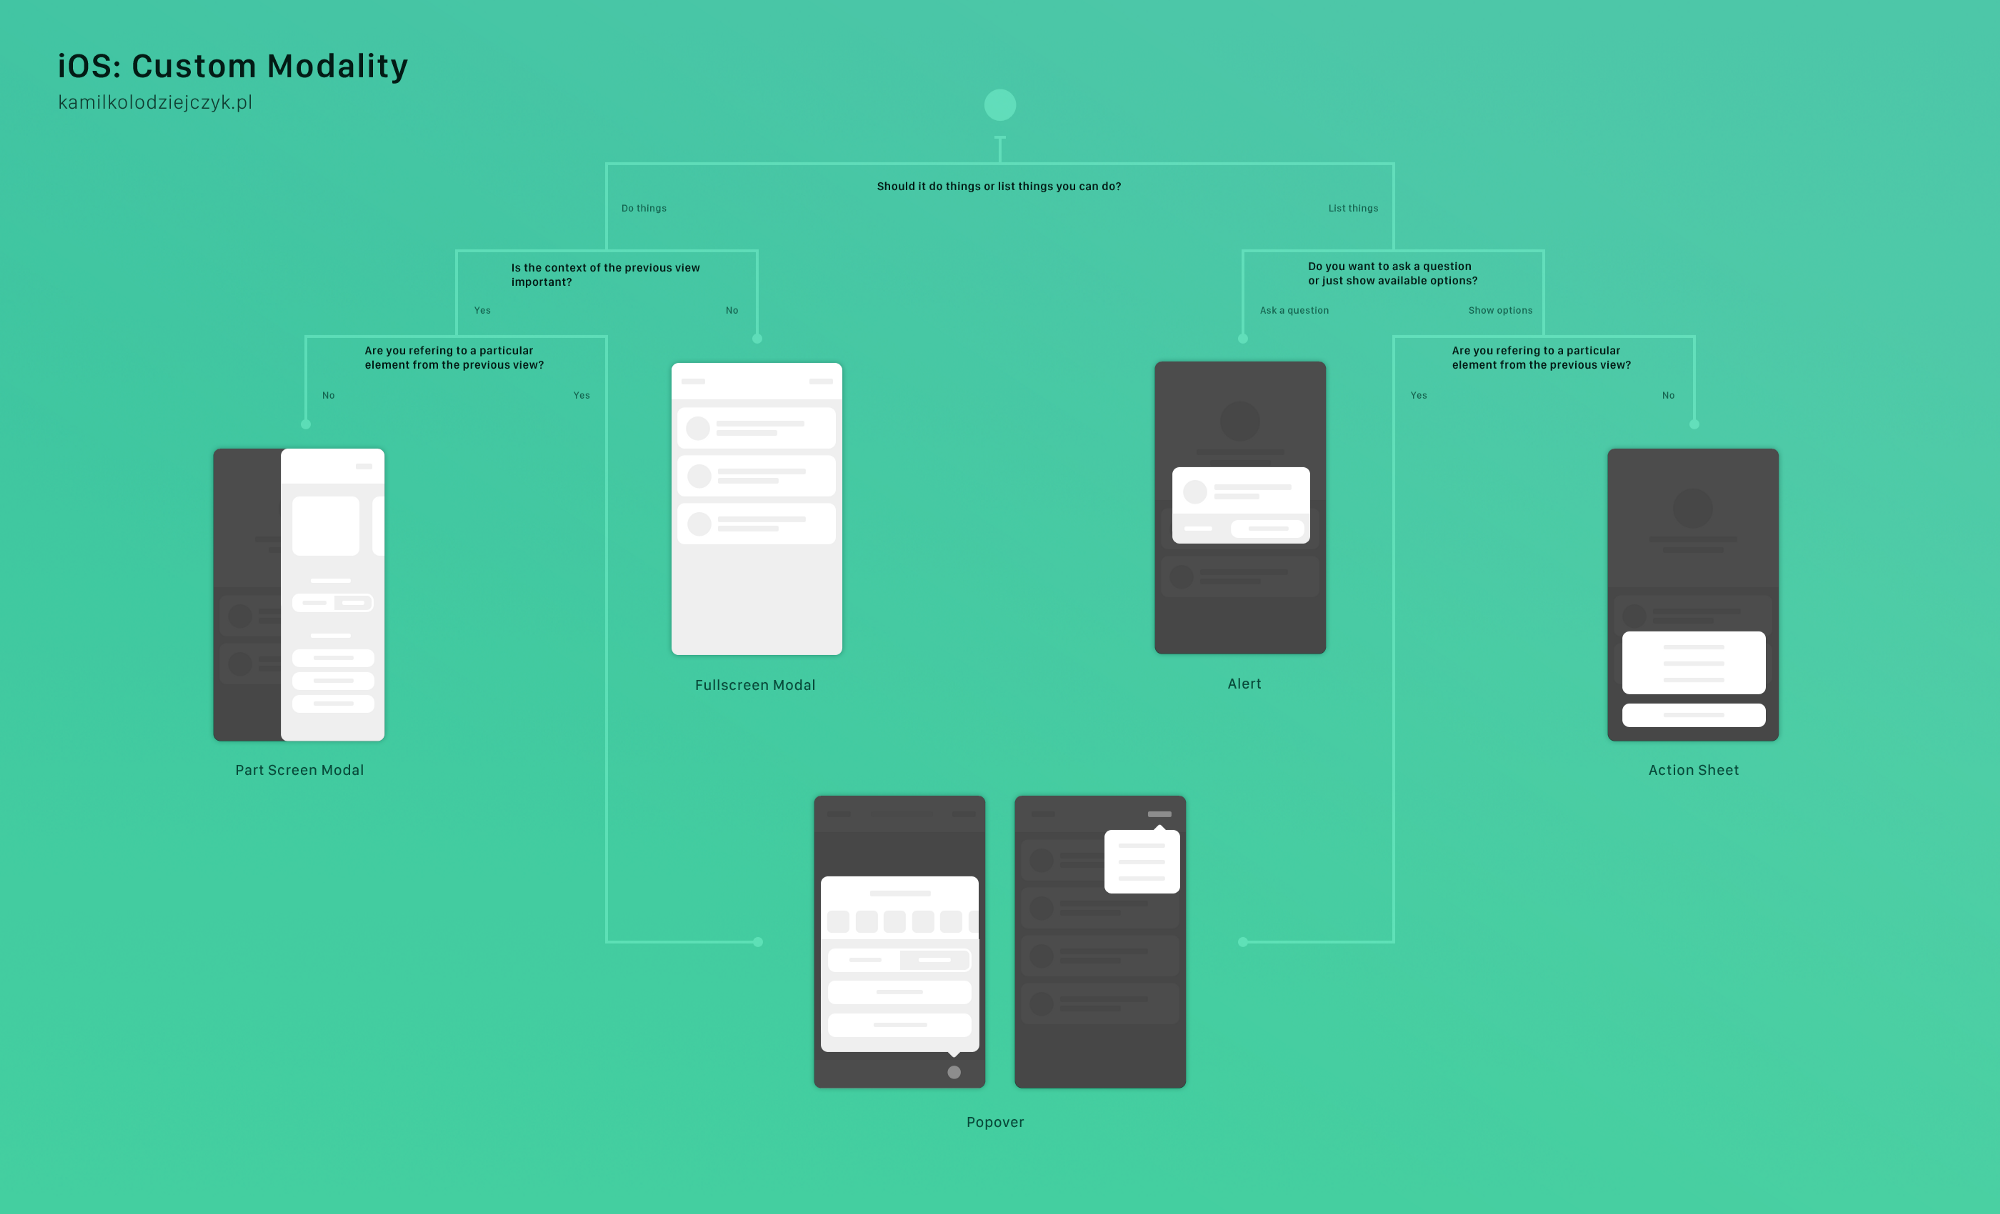 iOS: Custom Modality
kamilkolodziejczyk.pl
Should it do things or list things you can do?
Do things
List things
Is the context of the previous view
important?
Yes
No
Do you want to ask a question
or just show available options?
Ask a question
Show options
Are you refering to a particular
element from the previous view?
No
Yes
Are you refering to a particular
element from the previous view?
Yes
No
Fullscreen Modal
Alert
Part Screen Modal
Action Sheet
Popover